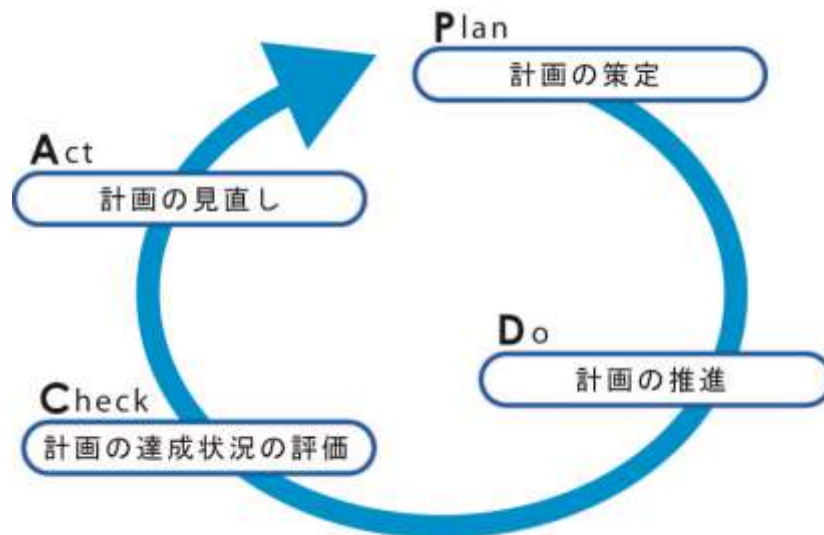 Plan
計画の策定
Do
計画の推進
Check
計画の達成状況の評価
Act
計画の見直し